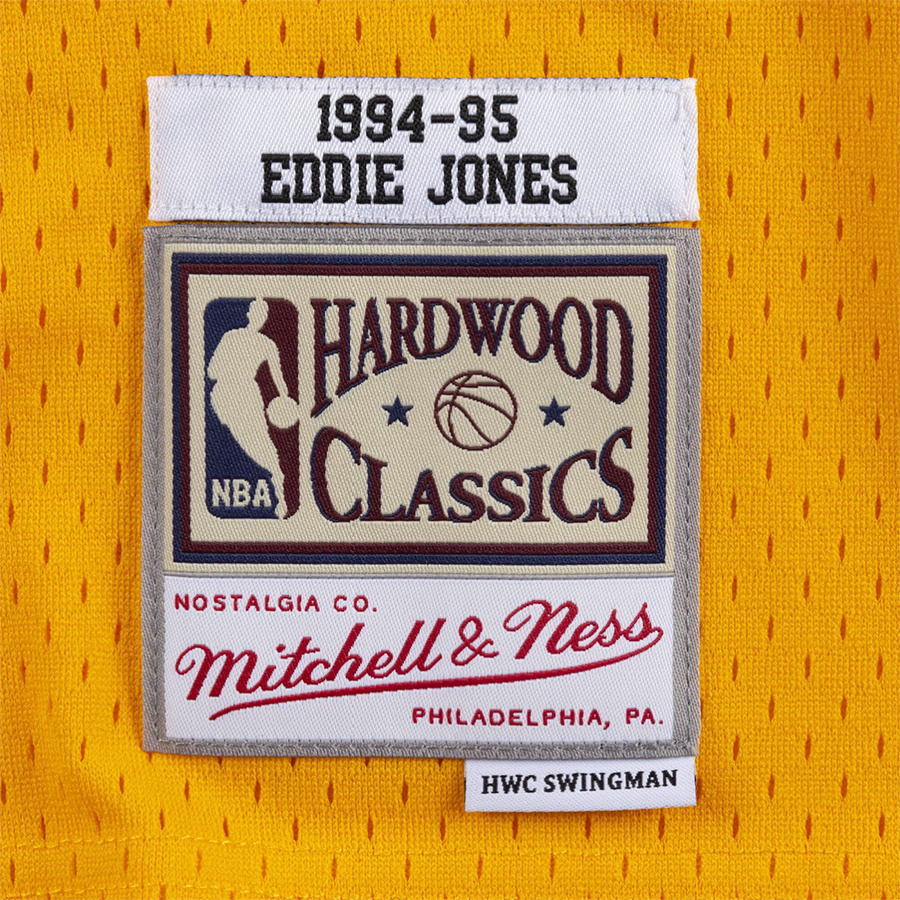 1994-95
EDDIE JONES
HARDWOOD
CLASSICS
NBA
NOSTALGIA CO.
Mitchell & Ness
PHILADELPHIA, PA.
HWC SWINGMAN